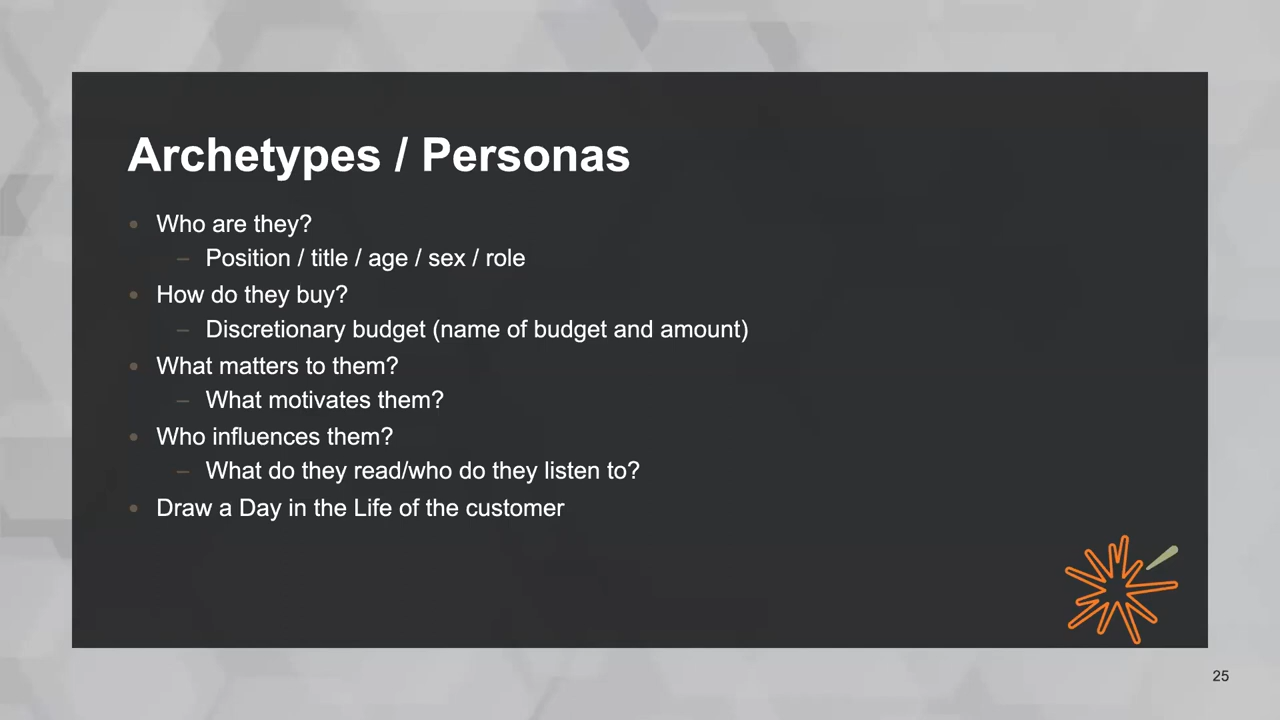 Archetypes / Personas
• Who are they?
– Position / title / age / sex / role
• How do they buy?
– Discretionary budget (name of budget and amount)
• What matters to them?
– What motivates them?
• Who influences them?
– What do they read/who do they listen to?
• Draw a Day in the Life of the customer
25